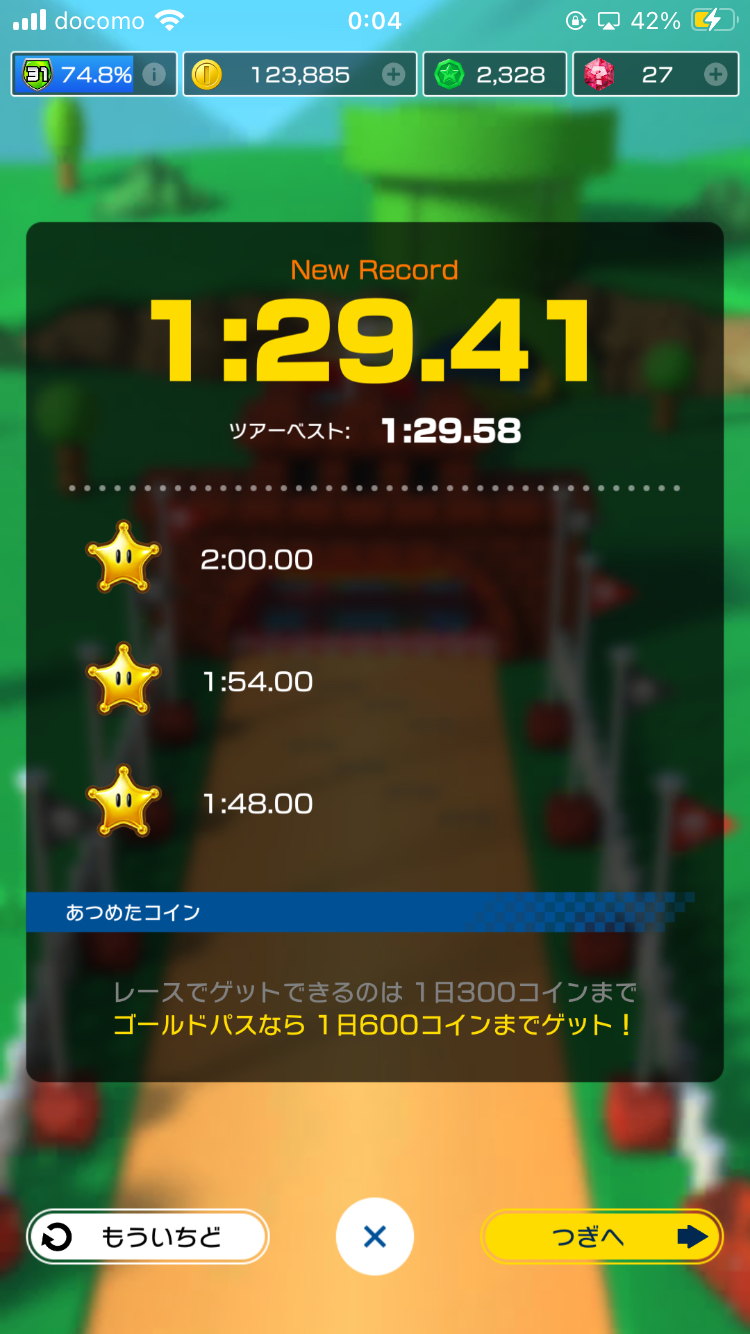 docomo 0:04 42%
31 74.8% 123,885 2,328 27
New Record
1:29.41
ツアーベスト: 1:29.58
2:00.00
1:54.00
1:48.00
あつめたコイン
レースでゲットできるのは 1日300コインまで
ゴールドパスなら 1日600コインまでゲット！
もういちど つぎへ